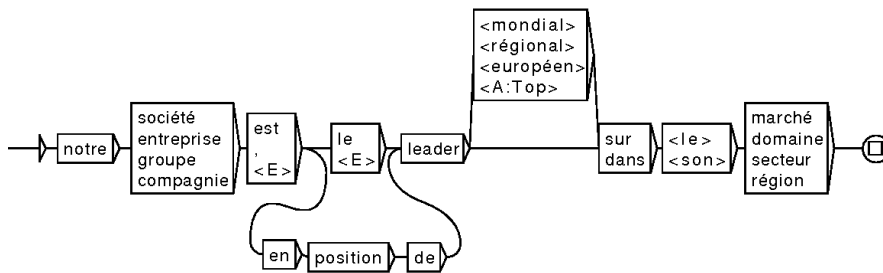 notre
société
entreprise
groupe
compagnie
est
,
<E>
le
<E>
leader
<mondial>
<régional>
<européen>
<A:Top>
sur
dans
<le>
<son>
marché
domaine
secteur
région
en
position
de